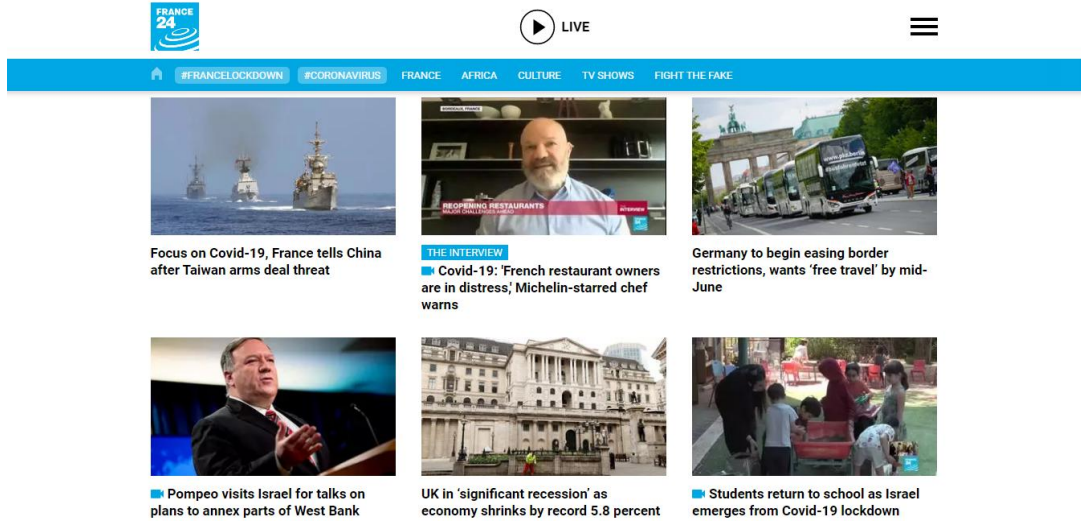 FRANCE
24
LIVE
#FRANCELOCKDOWN #CORONAVIRUS FRANCE AFRICA CULTURE TV SHOWS FIGHT THE FAKE
BORDEAUX, FRANCE
REOPENING RESTAURANTS
MAJOR CHALLENGES AHEAD
INTERVIEW
Focus on Covid-19, France tells China
after Taiwan arms deal threat
THE INTERVIEW
Covid-19: 'French restaurant owners
are in distress,' Michelin-starred chef
warns
Germany to begin easing border
restrictions, wants ‘free travel’ by mid-
June
Pompeo visits Israel for talks on
plans to annex parts of West Bank
UK in ‘significant recession’ as
economy shrinks by record 5.8 percent
Students return to school as Israel
emerges from Covid-19 lockdown